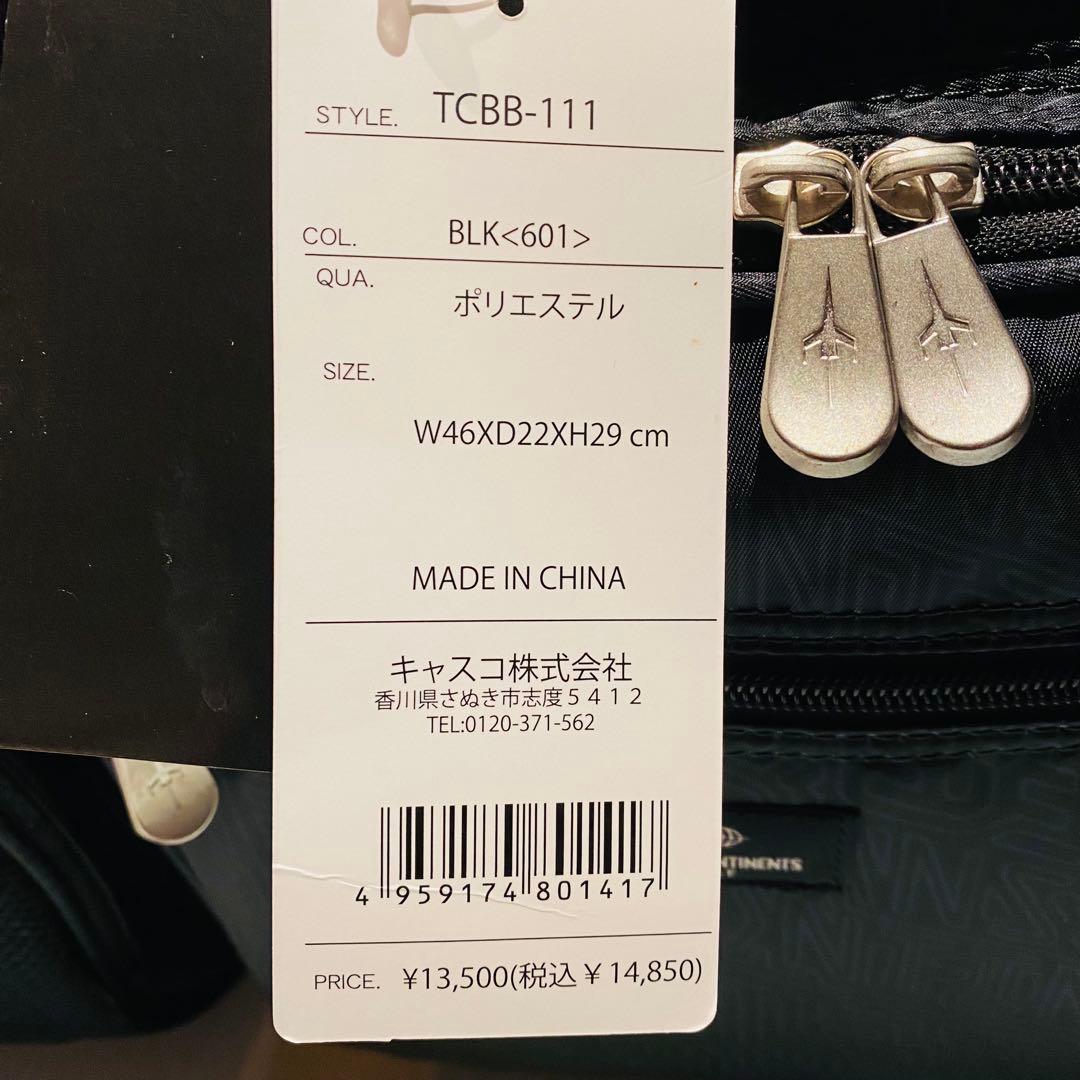 STYLE. TCBB-111
COL. BLK<601>
QUA.
ポリエステル
SIZE.
W46XD22XH29 cm
MADE IN CHINA
キャスコ株式会社
香川県さぬき市志度5412
TEL:0120-371-562
4 959174 801417
PRICE. ¥13,500(税込¥14,850)